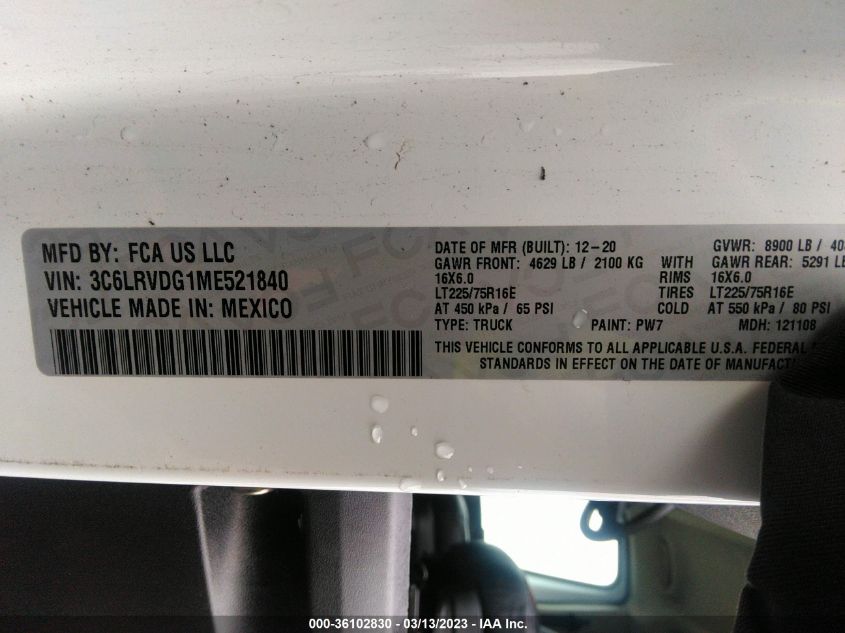 MFD BY: FCA US LLC
VIN: 3C6LRVDG1ME521840
VEHICLE MADE IN: MEXICO
DATE OF MFR (BUILT): 12-20 GVWR: 8900 LB /
GAWR FRONT: 4629 LB / 2100 KG WITH GAWR REAR: 5291 LB
16X6.0 RIMS 16X6.0
LT225/75R16E TIRES LT225/75R16E
AT 450 kPa / 65 PSI COLD AT 550 kPa / 80 PSI
TYPE: TRUCK PAINT: PW7 MDH: 121108
THIS VEHICLE CONFORMS TO ALL APPLICABLE U.S.A. FEDERAL
STANDARDS IN EFFECT ON THE DATE OF
000-36102830 - 03/13/2023 - IAA Inc.